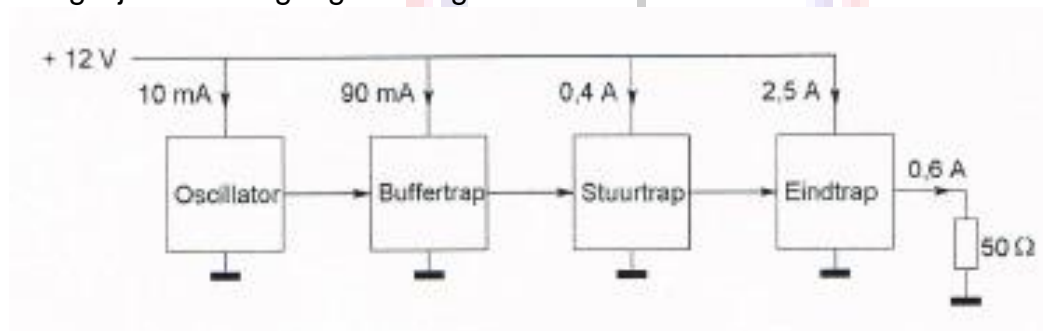 + 12 V
10 mA
90 mA
0,4 A
2,5 A
Oscillator
Buffertrap
Stuurtrap
Eindtrap
0,6 A
50 Ω